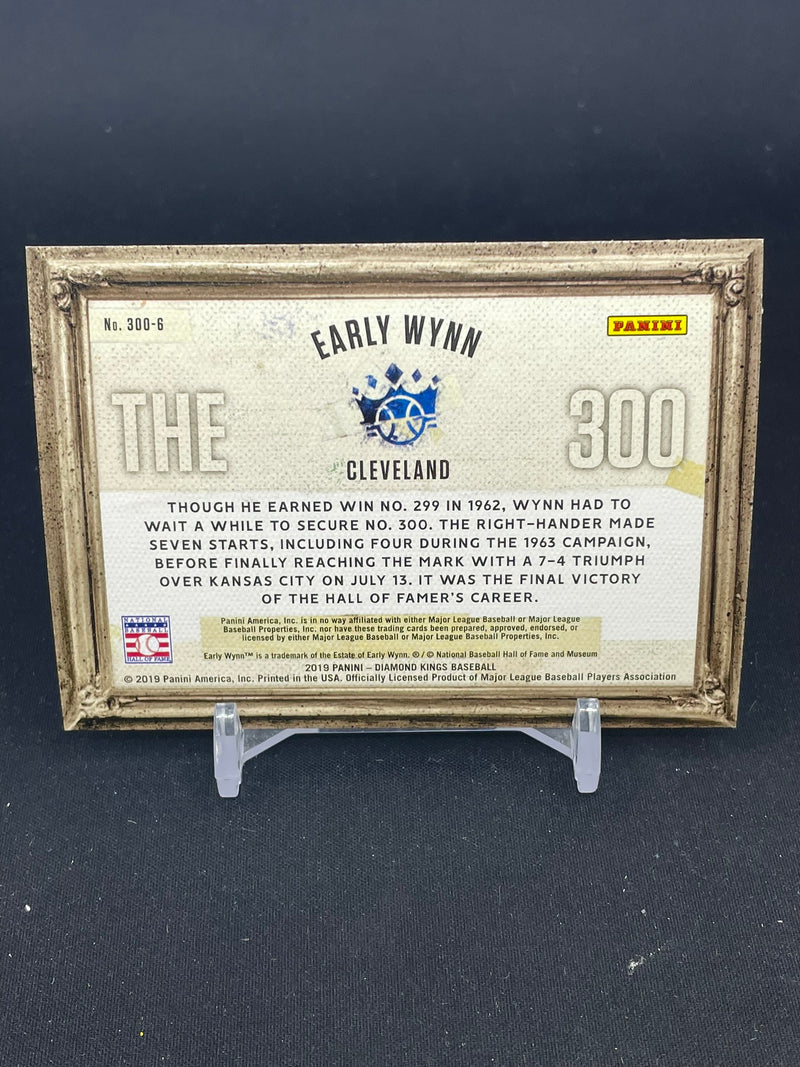 No. 300-6
EARLY WYNN
PANINI
THE
300
CLEVELAND
THOUGH HE EARNED WIN NO. 299 IN 1962, WYNN HAD TO
WAIT A WHILE TO SECURE NO. 300. THE RIGHT-HANDER MADE
SEVEN STARTS, INCLUDING FOUR DURING THE 1963 CAMPAIGN,
BEFORE FINALLY REACHING THE MARK WITH A 7-4 TRIUMPH
OVER KANSAS CITY ON JULY 13. IT WAS THE FINAL VICTORY
OF THE HALL OF FAMER'S CAREER.
NATIONAL
BASEBALL
HALL OF FAME
Panini America, Inc. is in no way affiliated with either Major League Baseball or Major League
Baseball Properties, Inc. nor have these trading cards been prepared, approved, endorsed, or
licensed by either Major League Baseball or Major League Baseball Properties, Inc.
Early Wynn™ is a trademark of the Estate of Early Wynn. ® / © National Baseball Hall of Fame and Museum
2019 PANINI – DIAMOND KINGS BASEBALL
© 2019 Panini America, Inc. Printed in the USA. Officially Licensed Product of Major League Baseball Players Association